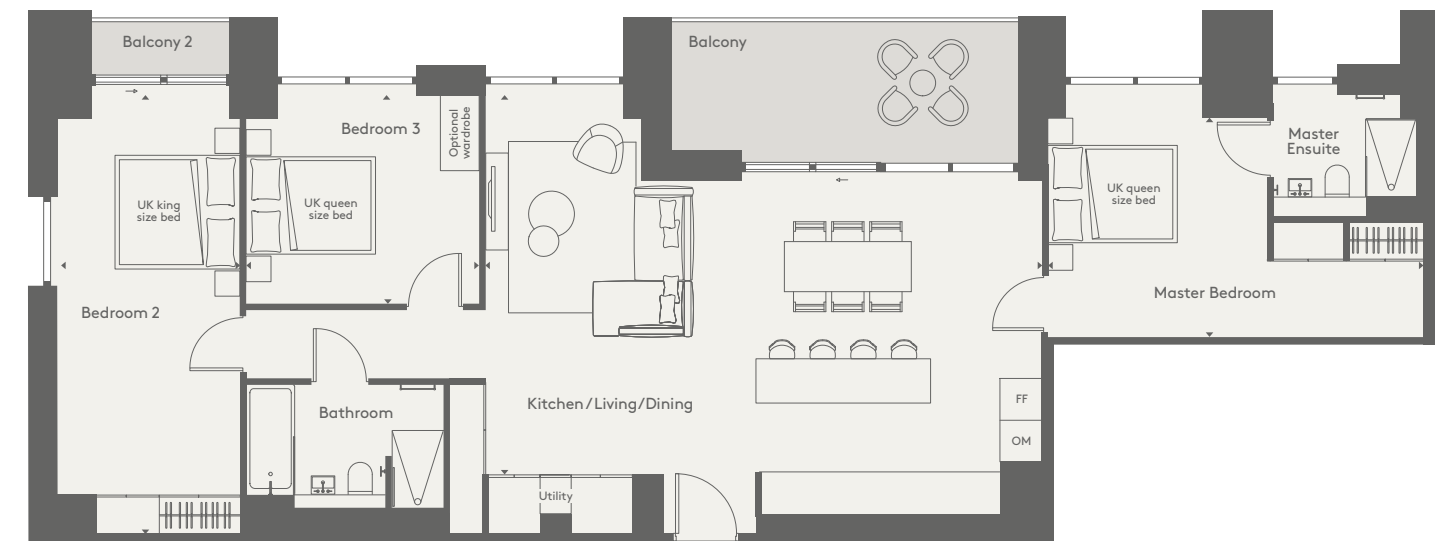 Balcony 2
Balcony
Bedroom 3
Optional
wardrobe
Master
Ensuite
UK king
size bed
UK queen
size bed
UK queen
size bed
Bedroom 2
Master Bedroom
Bathroom
Kitchen/Living/Dining
FF
OM
Utility